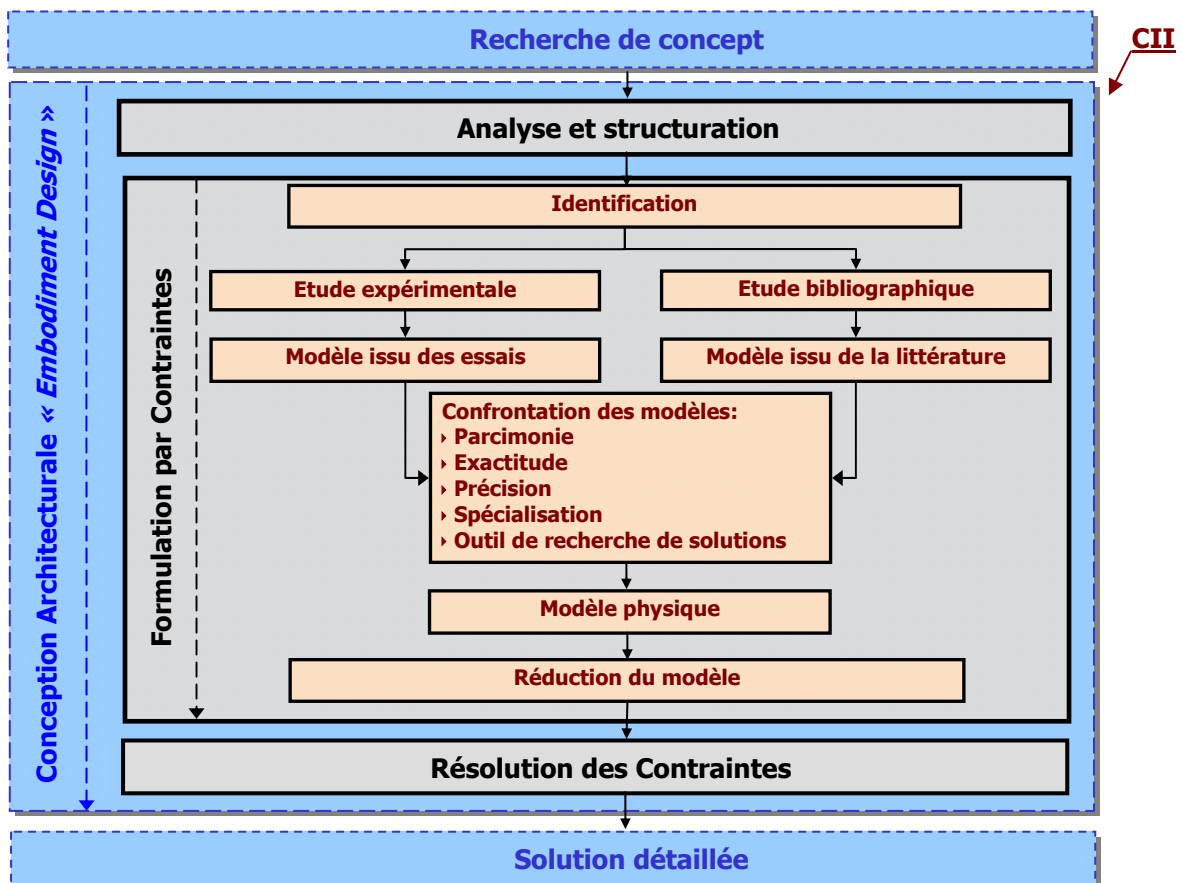 Recherche de concept
CII
Conception Architecturale « Embodiment Design »
Analyse et structuration
Formulation par Contraintes
Identification
Etude expérimentale
Etude bibliographique
Modèle issu des essais
Modèle issu de la littérature
Confrontation des modèles:
Parcimonie
Exactitude
Précision
Spécialisation
Outil de recherche de solutions
Modèle physique
Réduction du modèle
Résolution des Contraintes
Solution détaillée